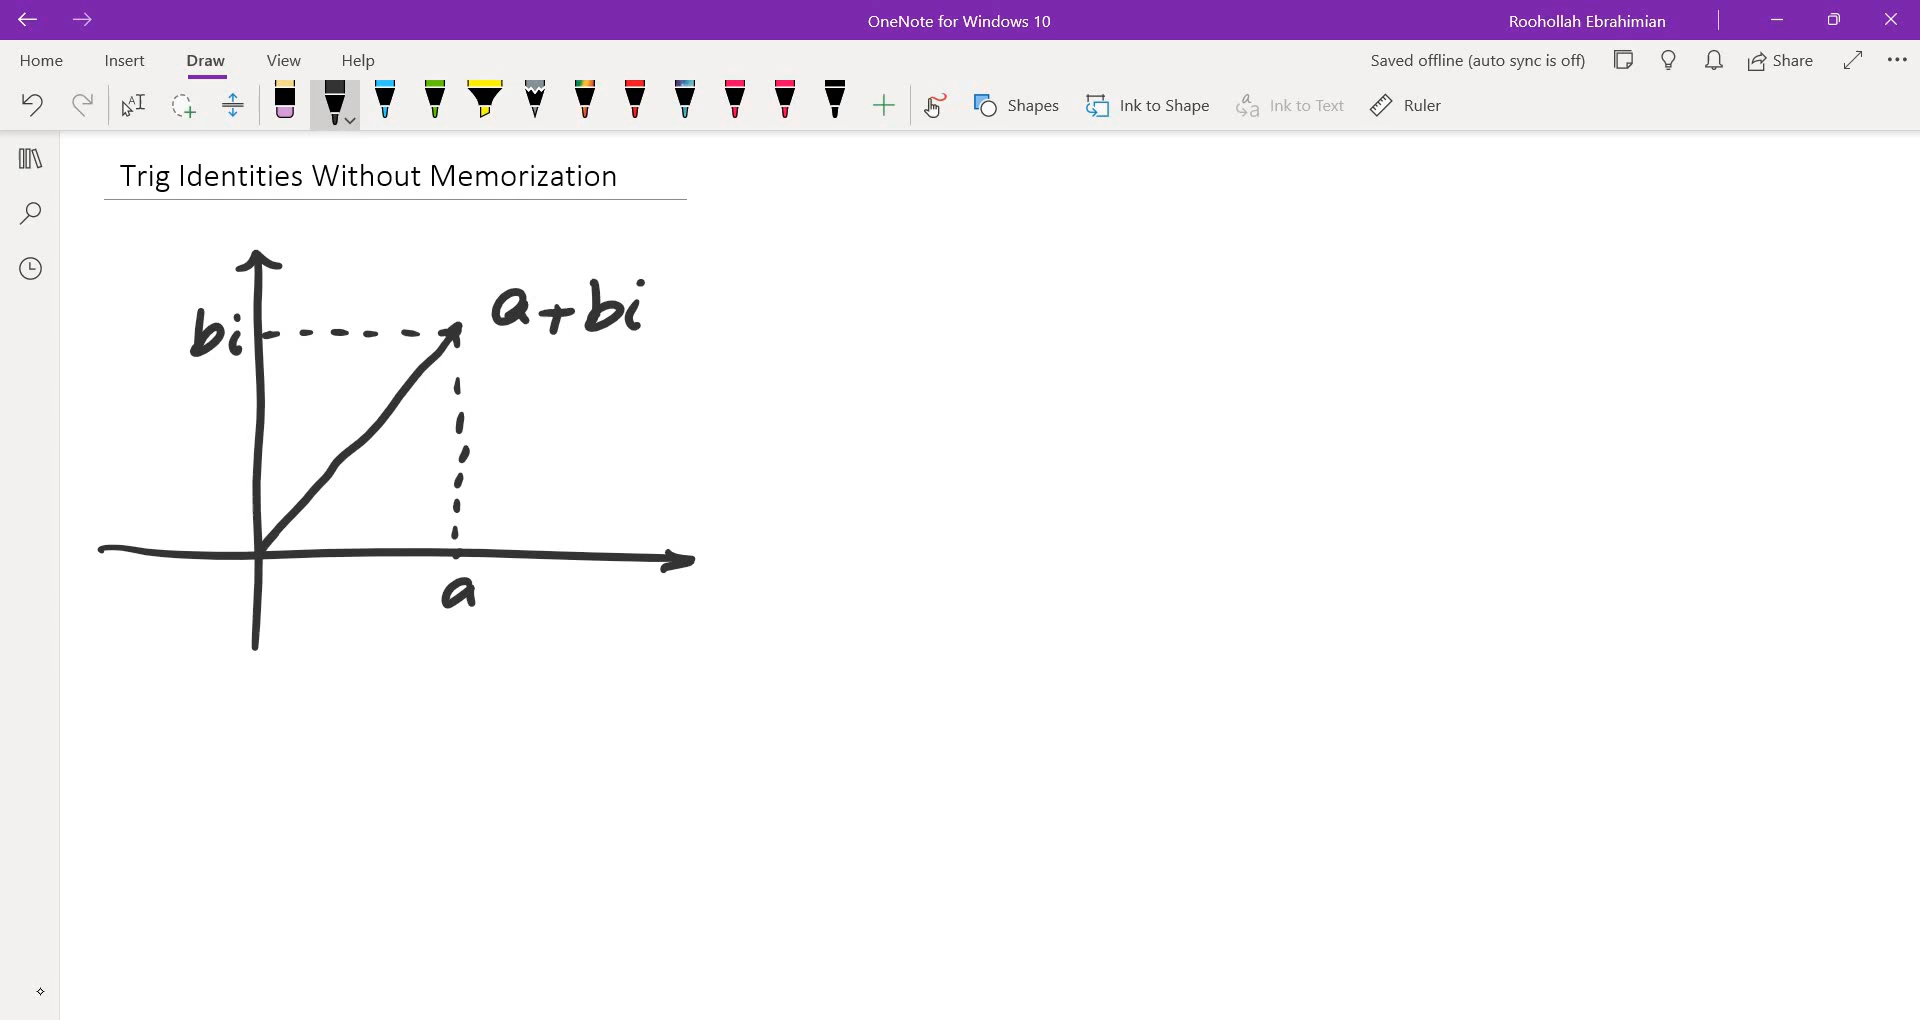 OneNote for Windows 10
Roohollah Ebrahimian
Home Insert Draw View Help
Saved offline (auto sync is off) Share
Shapes Ink to Shape Ink to Text Ruler
Trig Identities Without Memorization
a+bi
bi
a